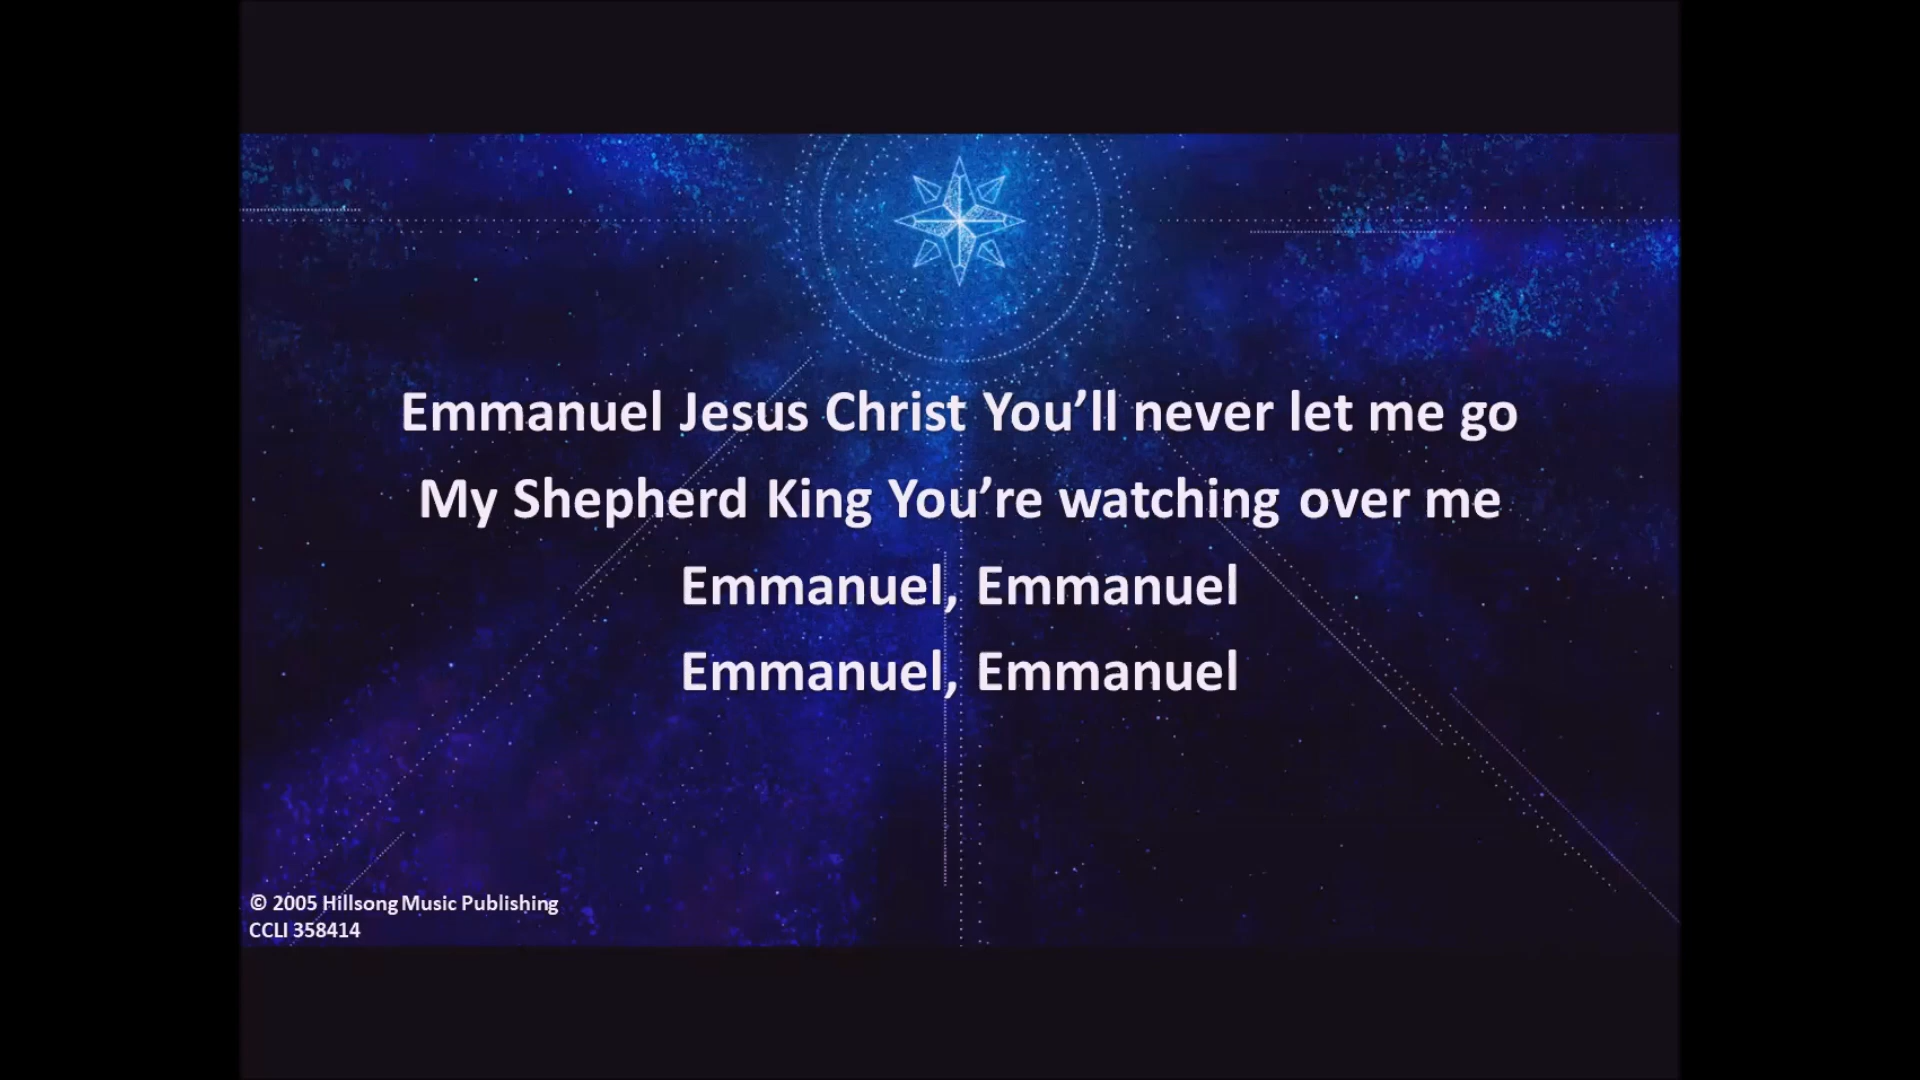 Emmanuel Jesus Christ You’ll never let me go
My Shepherd King You’re watching over me
Emmanuel, Emmanuel
Emmanuel, Emmanuel
© 2005 Hillsong Music Publishing
CCLI 358414